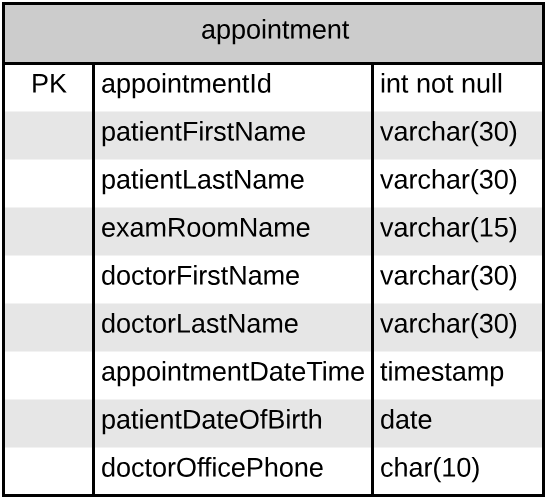 appointment
PK appointmentId int not null
patientFirstName varchar(30)
patientLastName varchar(30)
examRoomName varchar(15)
doctorFirstName varchar(30)
doctorLastName varchar(30)
appointmentDateTime timestamp
patientDateOfBirth date
doctorOfficePhone char(10)